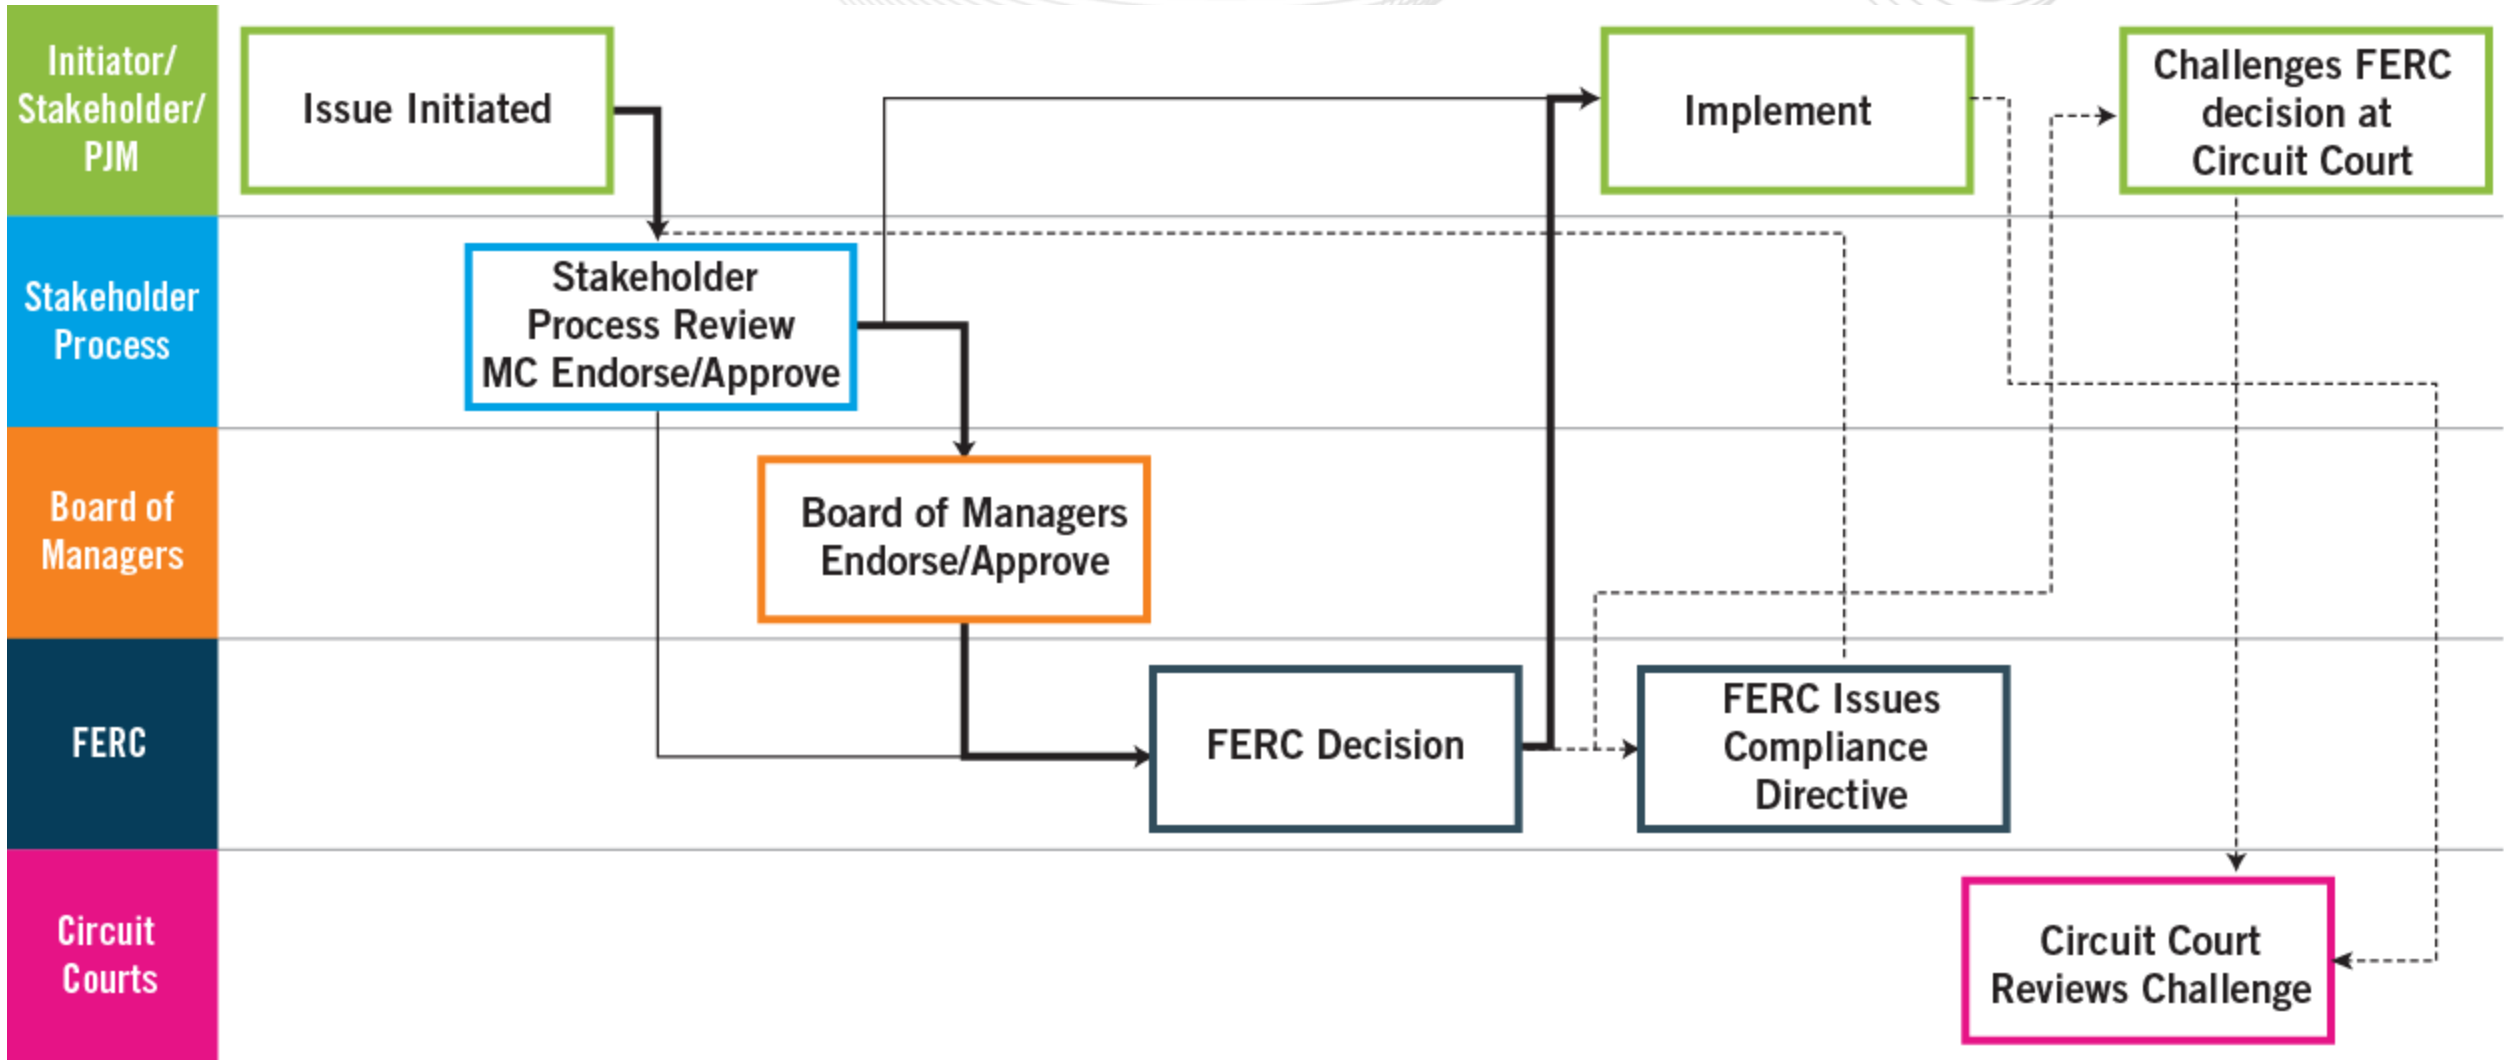 Initiator/
Stakeholder/
PJM
Issue Initiated
Implement
Challenges FERC
decision at
Circuit Court
Stakeholder
Process
Stakeholder
Process Review
MC Endorse/Approve
Board of
Managers
Board of Managers
Endorse/Approve
FERC
FERC Decision
FERC Issues
Compliance
Directive
Circuit
Courts
Circuit Court
Reviews Challenge